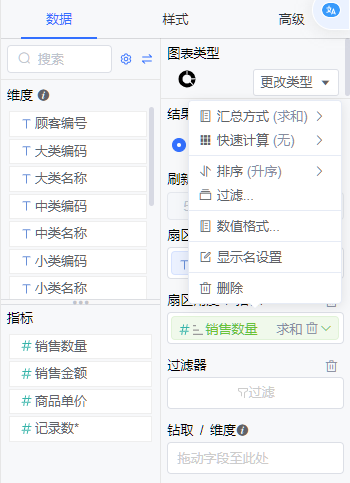 数据
样式
高级
搜索
维度
T 顾客编号
T 大类编码
T 大类名称
T 中类编码
T 中类名称
T 小类编码
T 小类名称
指标
# 销售数量
# 销售金额
# 商品单价
# 记录数*
图表类型
更改类型
结果
刷新
扇区
汇总方式 (求和)
快速计算 (无)
排序 (升序)
过滤...
数值格式...
显示名设置
删除
# 销售数量 求和
过滤器
过滤
钻取 / 维度
拖动字段至此处